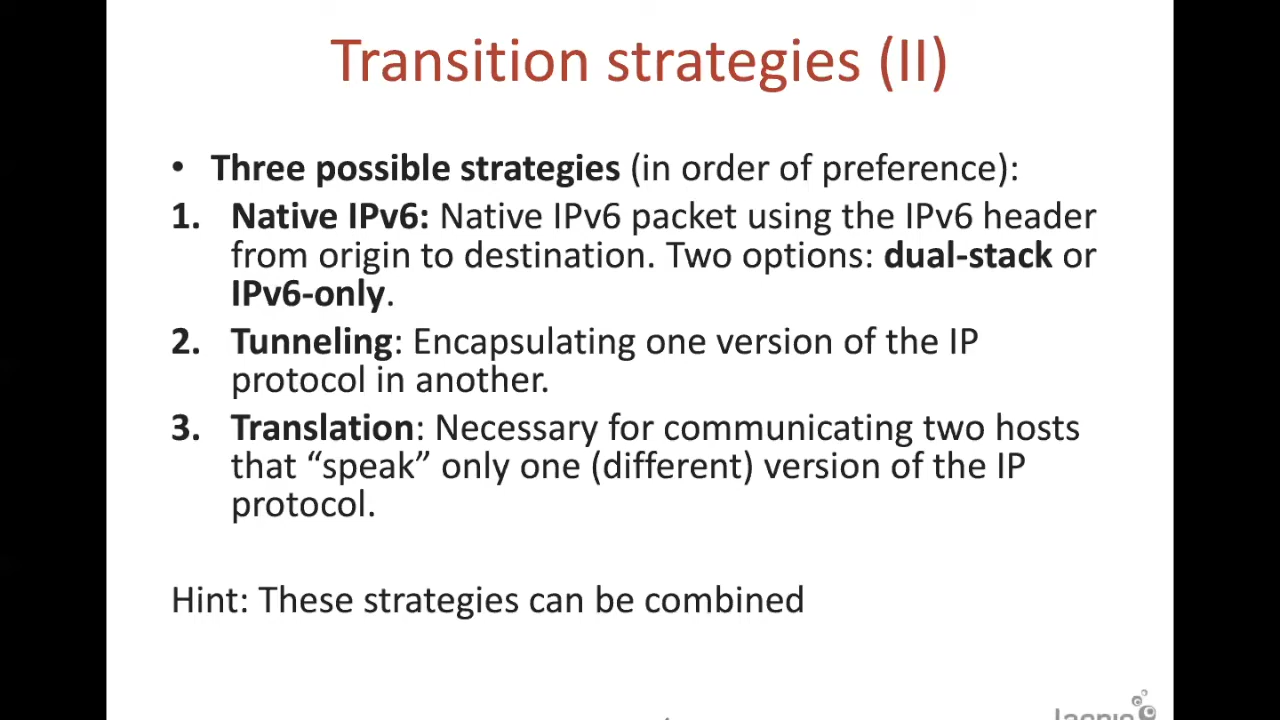 Transition strategies (II)
• Three possible strategies (in order of preference):
1. Native IPv6: Native IPv6 packet using the IPv6 header
from origin to destination. Two options: dual-stack or
IPv6-only.
2. Tunneling: Encapsulating one version of the IP
protocol in another.
3. Translation: Necessary for communicating two hosts
that “speak” only one (different) version of the IP
protocol.
Hint: These strategies can be combined